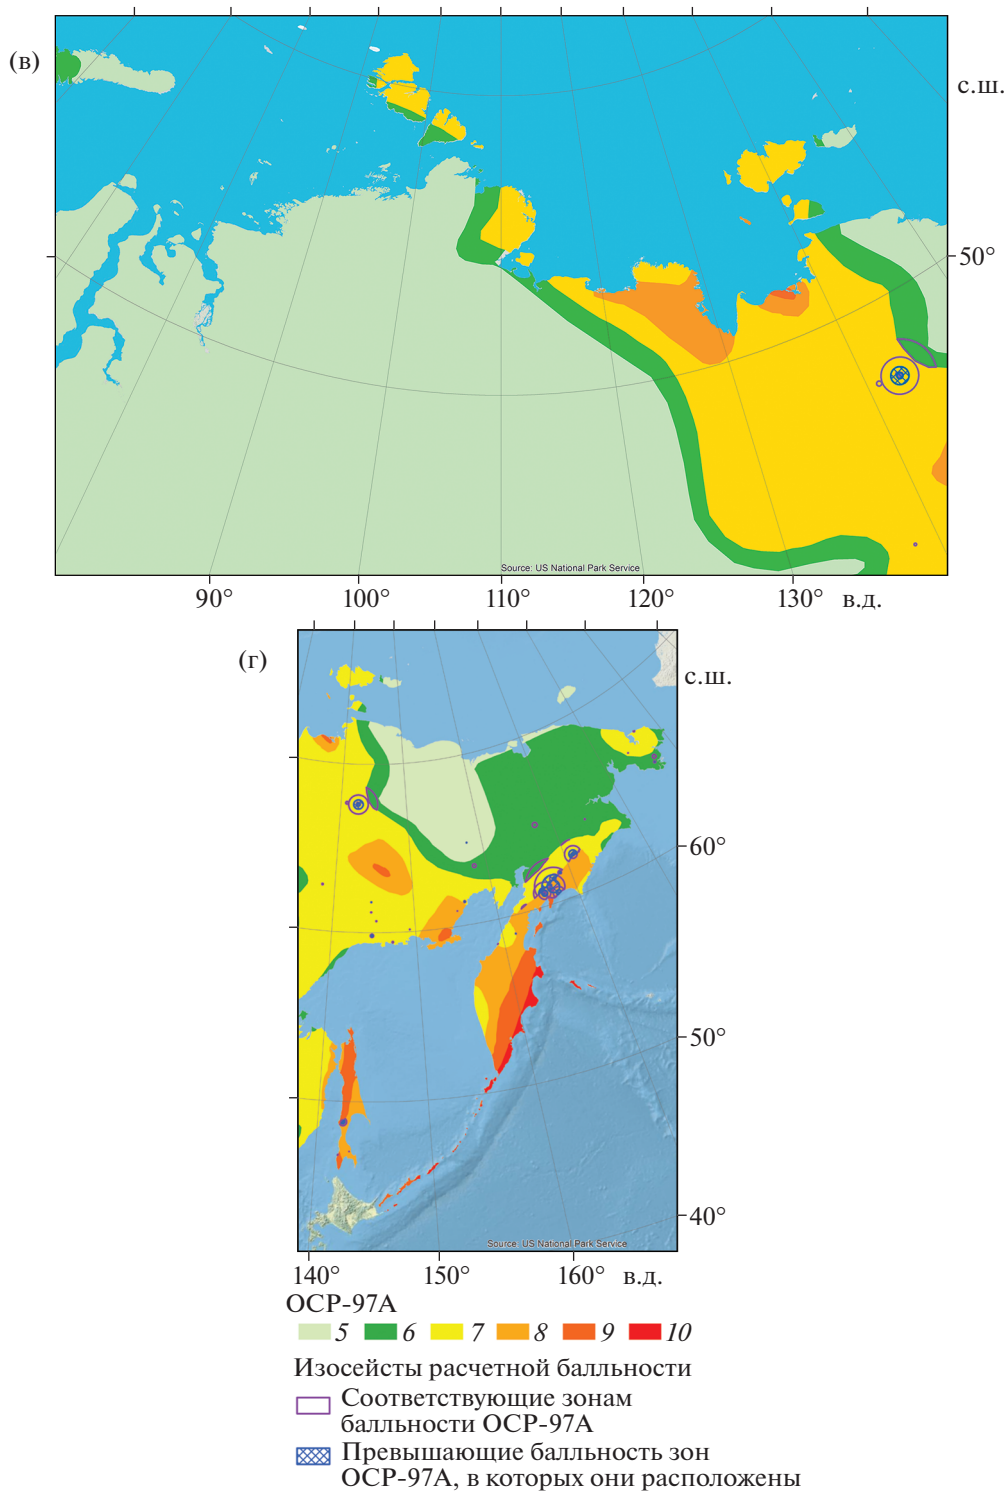 (в)
с.ш.
50°
Source: US National Park Service
90° 100° 110° 120° 130° в.д.
(г)
с.ш.
60°
50°
40°
Source: US National Park Service
140° 150° 160° в.д.
ОСР-97А
5 6 7 8 9 10
Изосейсты расчетной балльности
Соответствующие зонам
балльности ОСР-97А
Превышающие балльность зон
ОСР-97А, в которых они расположены